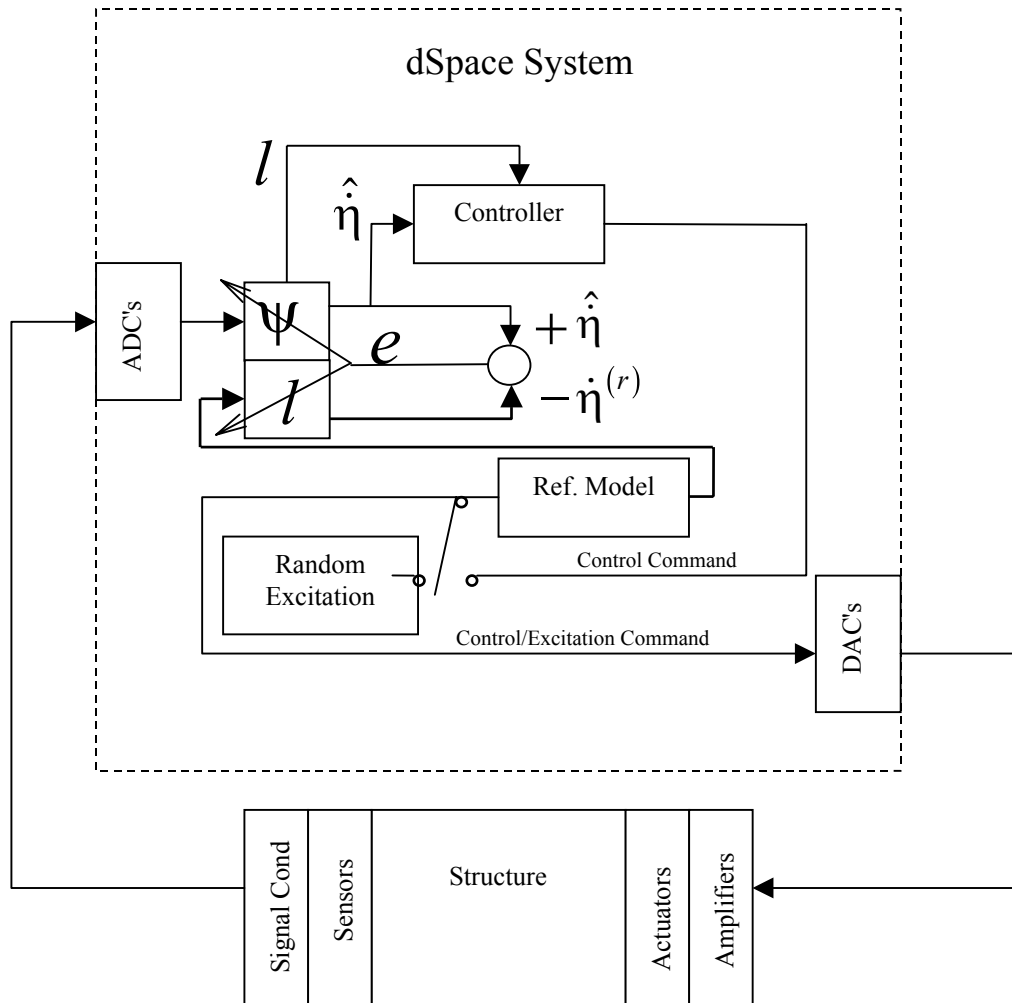 dSpace System
l
η̇̂
Controller
ADC's
ψ
e
+ η̇̂
l
− η̇^(r)
Ref. Model
Random
Excitation
Control Command
Control/Excitation Command
DAC's
Signal Cond
Sensors
Structure
Actuators
Amplifiers